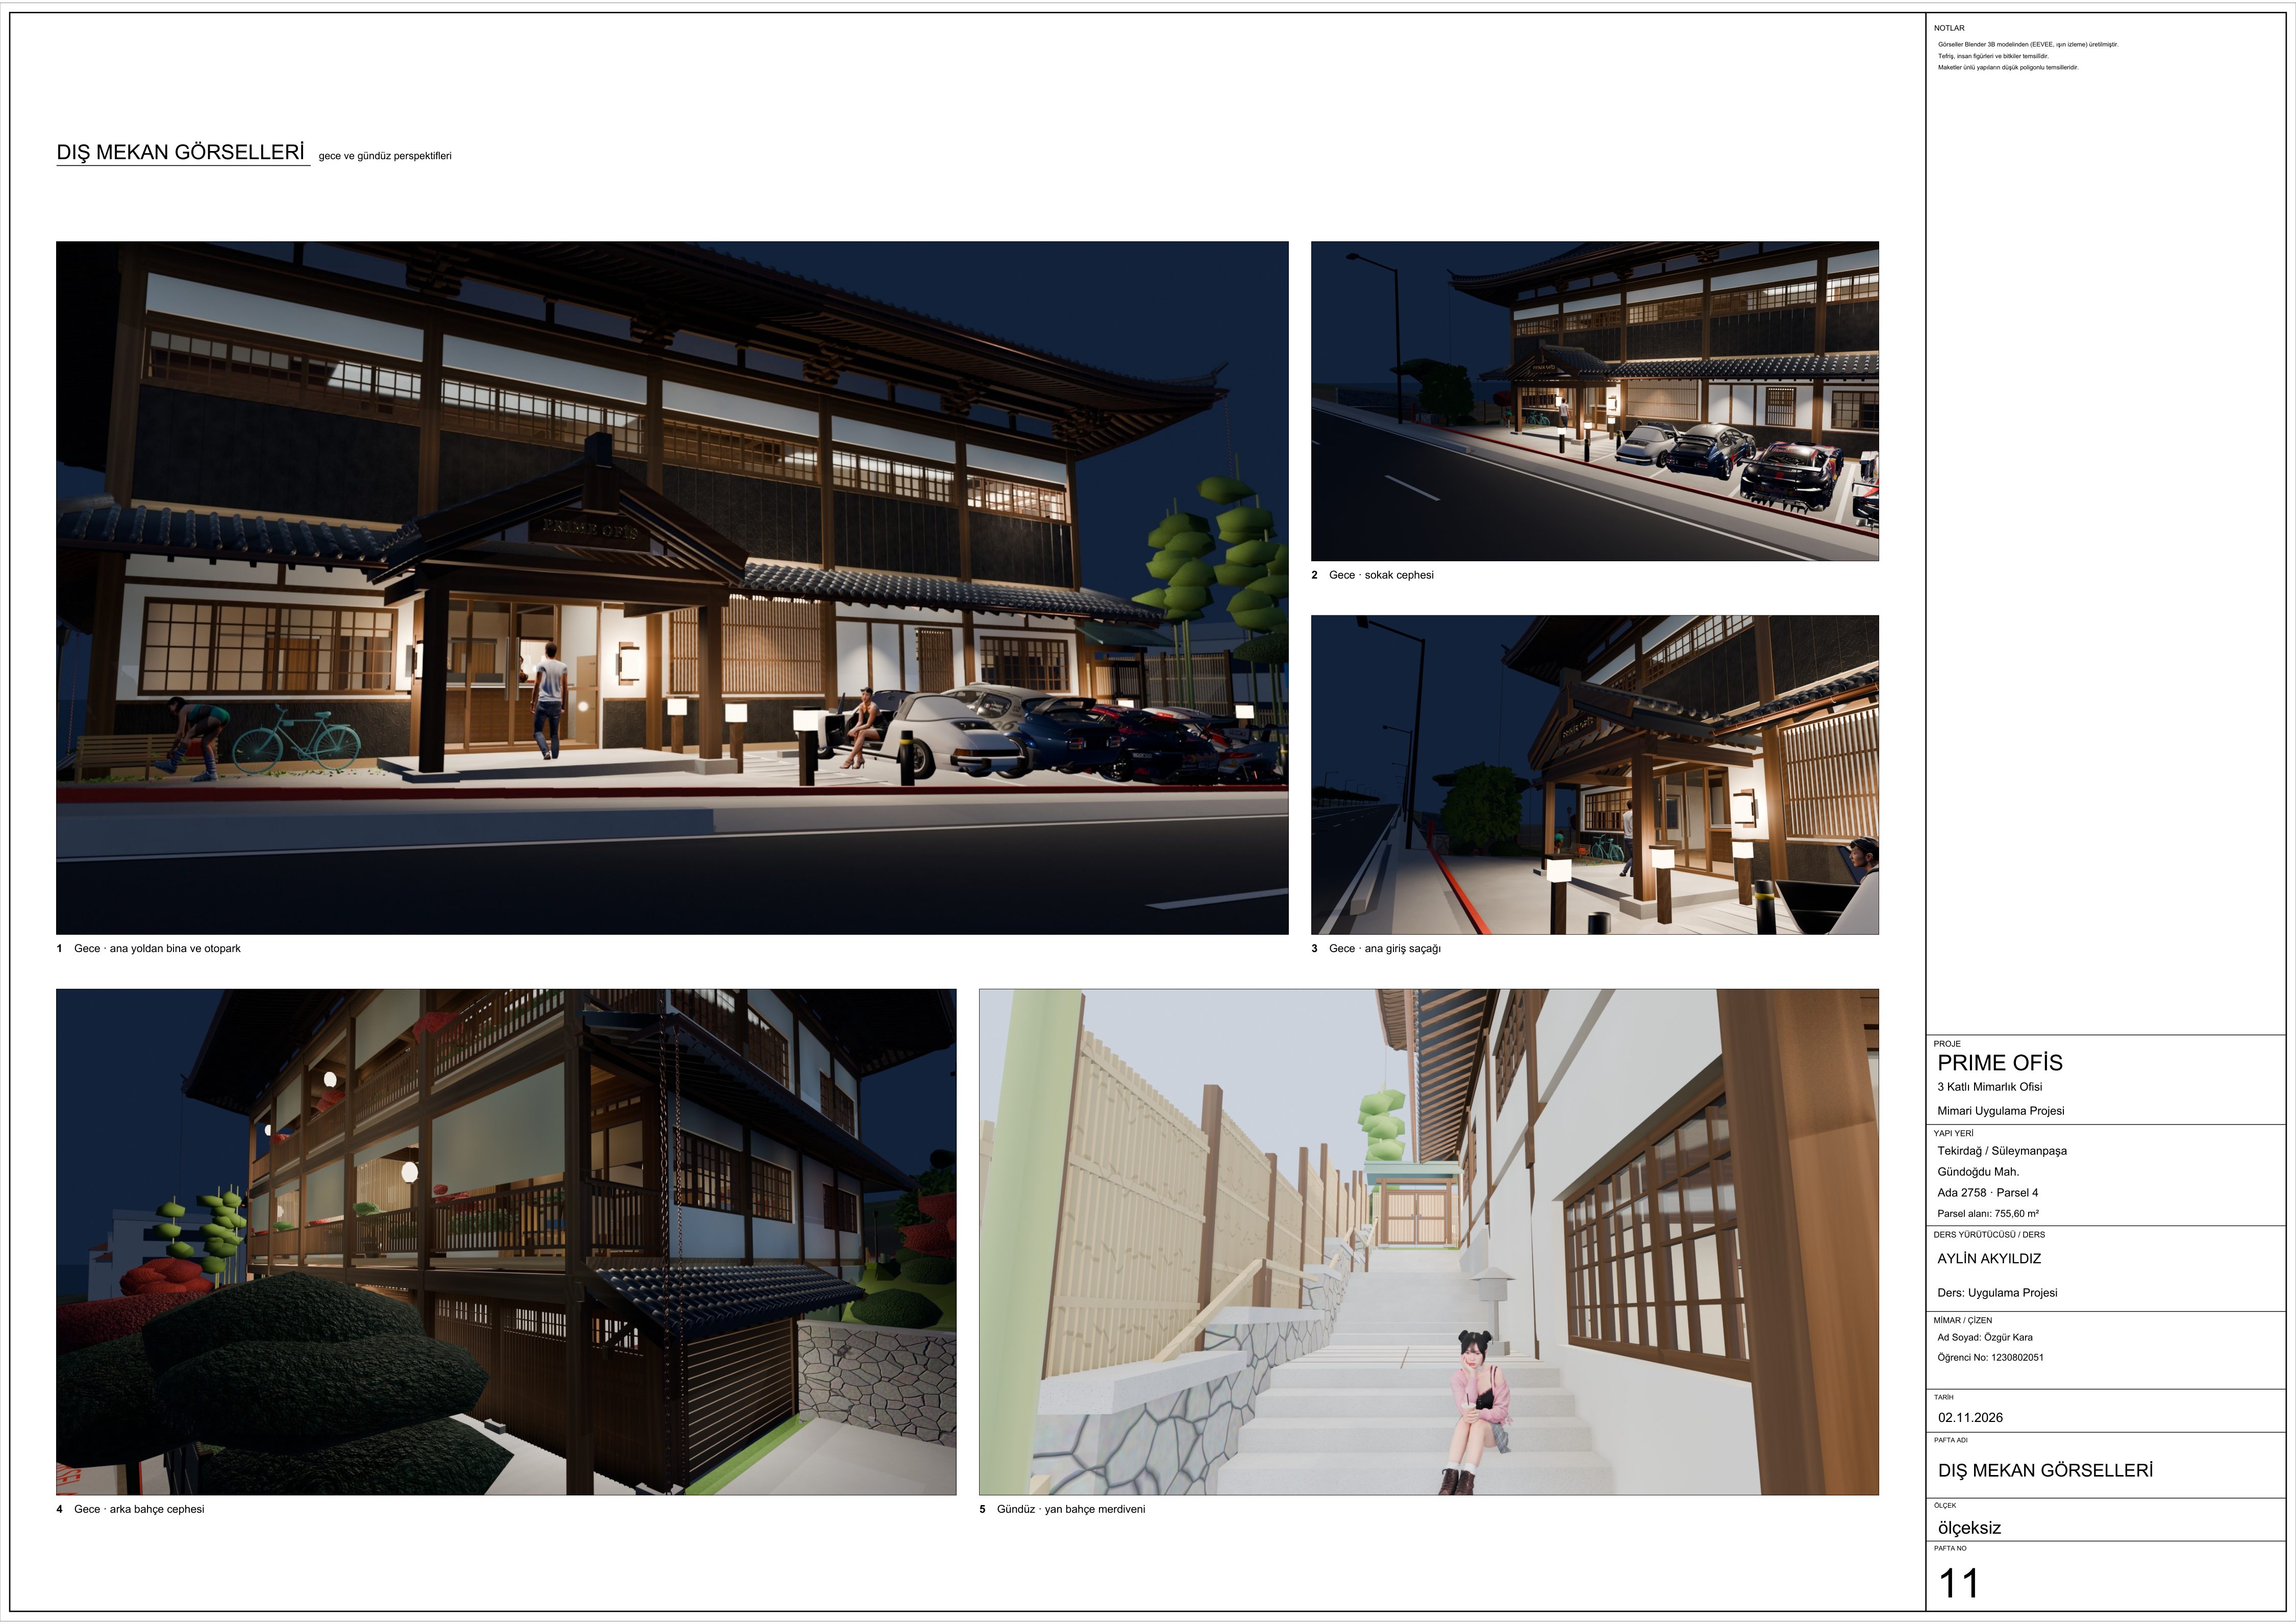 NOTLAR
Görseller Blender 3B modelinden (EEVEE, ışın izleme) üretilmiştir.
Tefriş, insan figürleri ve bitkiler temsilîdir.
Maketler ünlü yapıların düşük poligonlu temsilleridir.
DIŞ MEKAN GÖRSELLERİ gece ve gündüz perspektifleri
PRIME OFİS
1 Gece · ana yoldan bina ve otopark
2 Gece · sokak cephesi
3 Gece · ana giriş saçağı
4 Gece · arka bahçe cephesi
5 Gündüz · yan bahçe merdiveni
PROJE
PRIME OFİS
3 Katlı Mimarlık Ofisi
Mimari Uygulama Projesi
YAPI YERİ
Tekirdağ / Süleymanpaşa
Gündoğdu Mah.
Ada 2758 · Parsel 4
Parsel alanı: 755,60 m²
DERS YÜRÜTÜCÜSÜ / DERS
AYLİN AKYILDIZ
Ders: Uygulama Projesi
MİMAR / ÇİZEN
Ad Soyad: Özgür Kara
Öğrenci No: 1230802051
TARİH
02.11.2026
PAFTA ADI
DIŞ MEKAN GÖRSELLERİ
ÖLÇEK
ölçeksiz
PAFTA NO
11